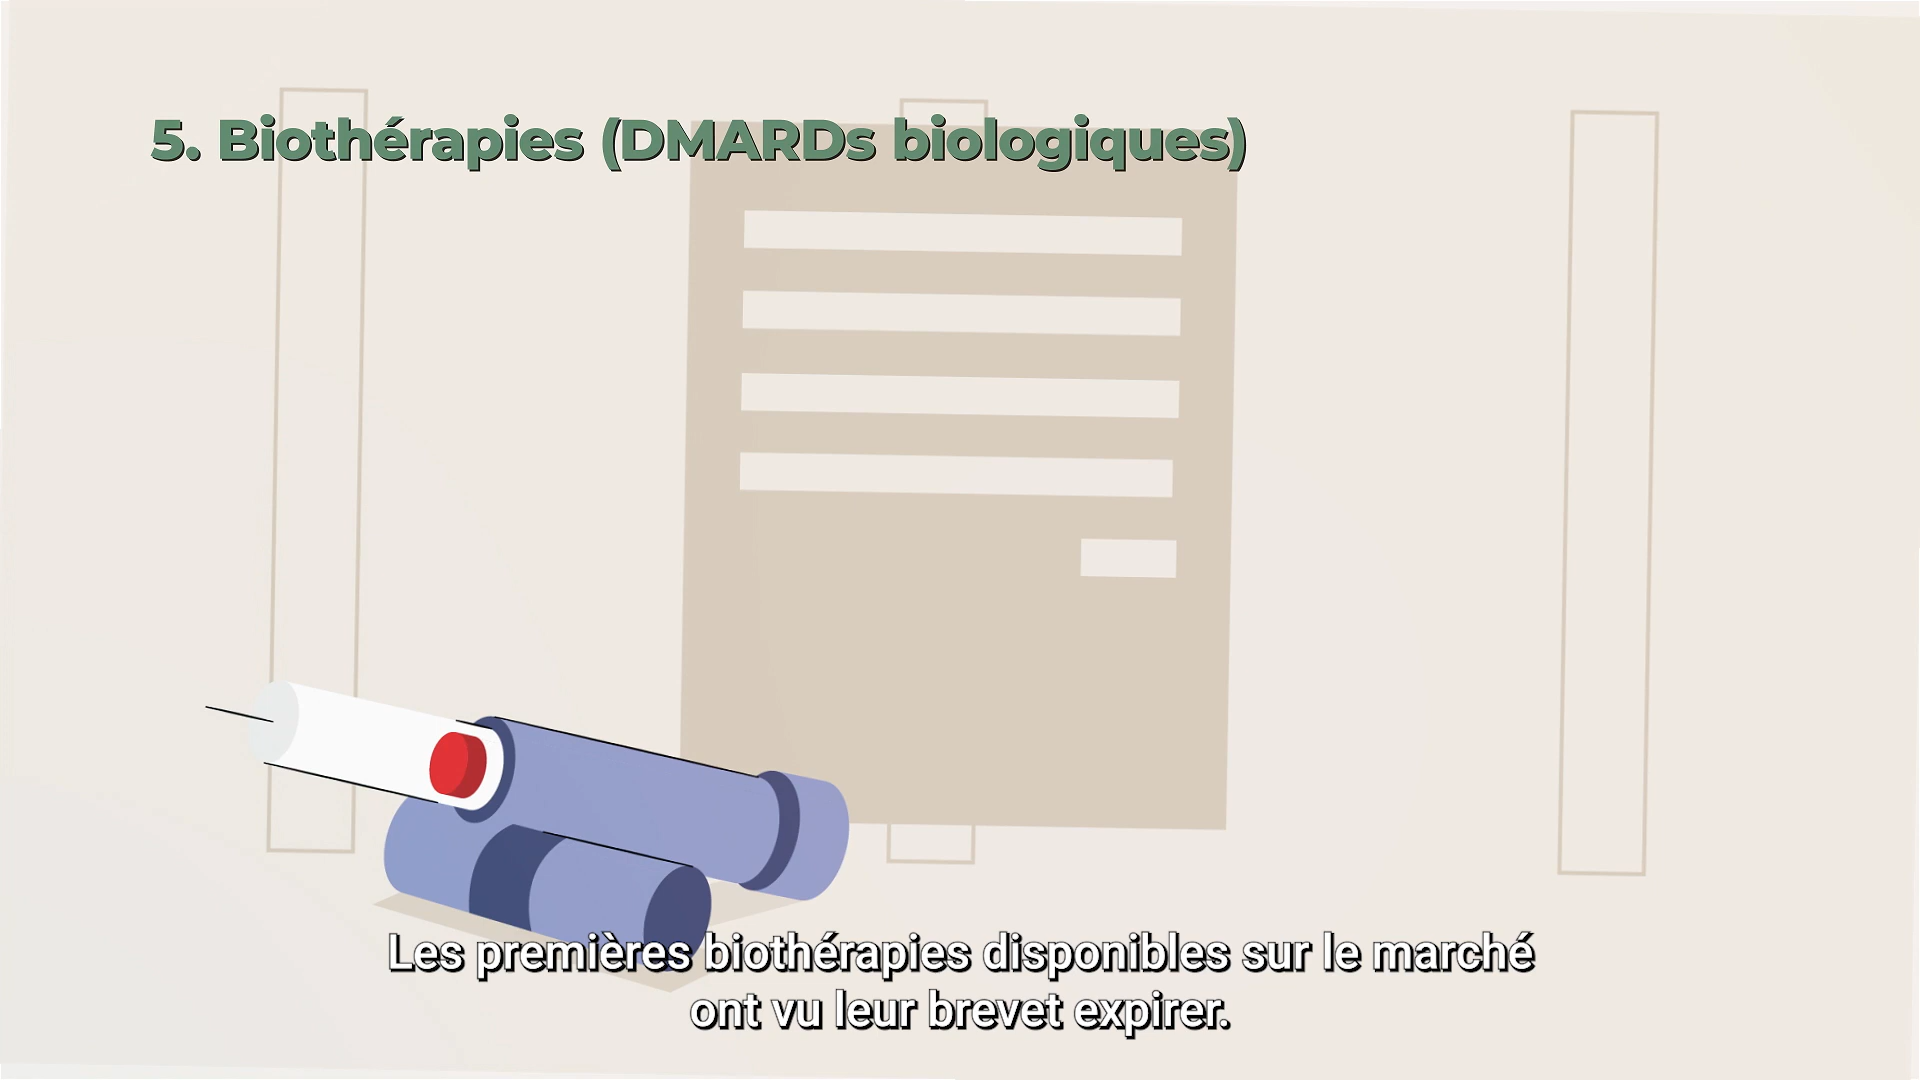 5. Biothérapies (DMARDs biologiques)
Les premières biothérapies disponibles sur le marché
ont vu leur brevet expirer.